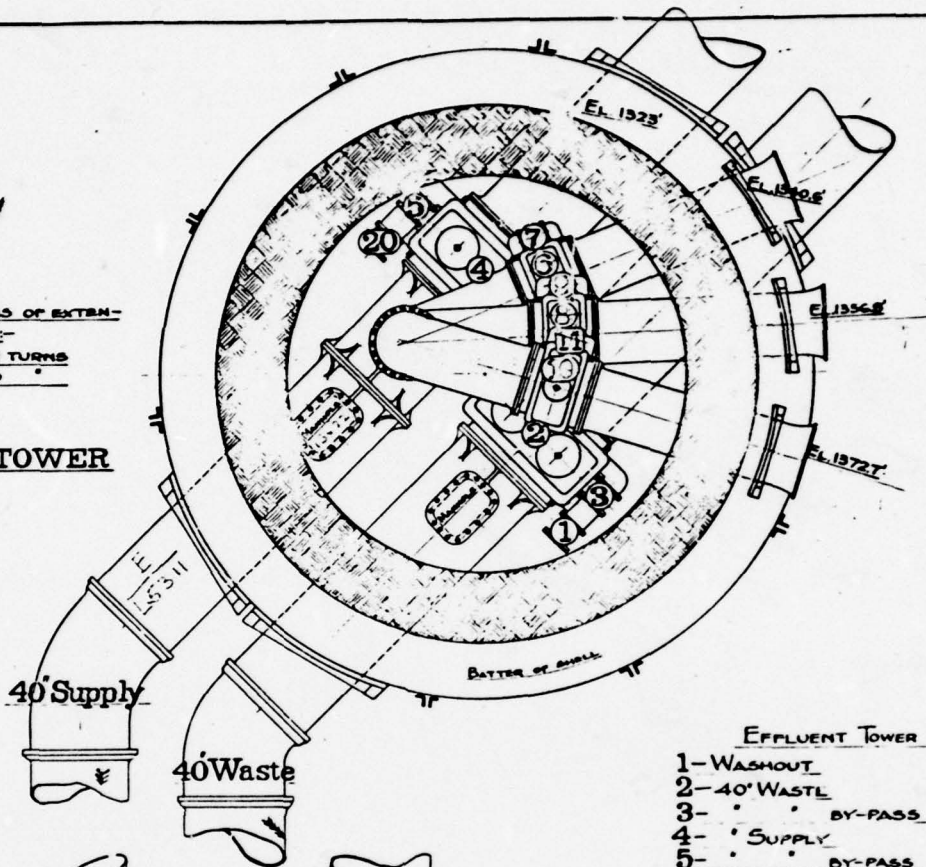 S OF EXTEN-
TURNS
TOWER
EL. 1323'
EL. 1340.6'
EL. 1356.8'
EL. 1372.7'
5
20
4
7
6
11
2
3
1
MANHOLE
40"Supply
40"Waste
BATTER OF SHELL
EFFLUENT TOWER
1-WASHOUT
2-40" WASTE
3- " " BY-PASS
4- " SUPPLY
5- " " BY-PASS